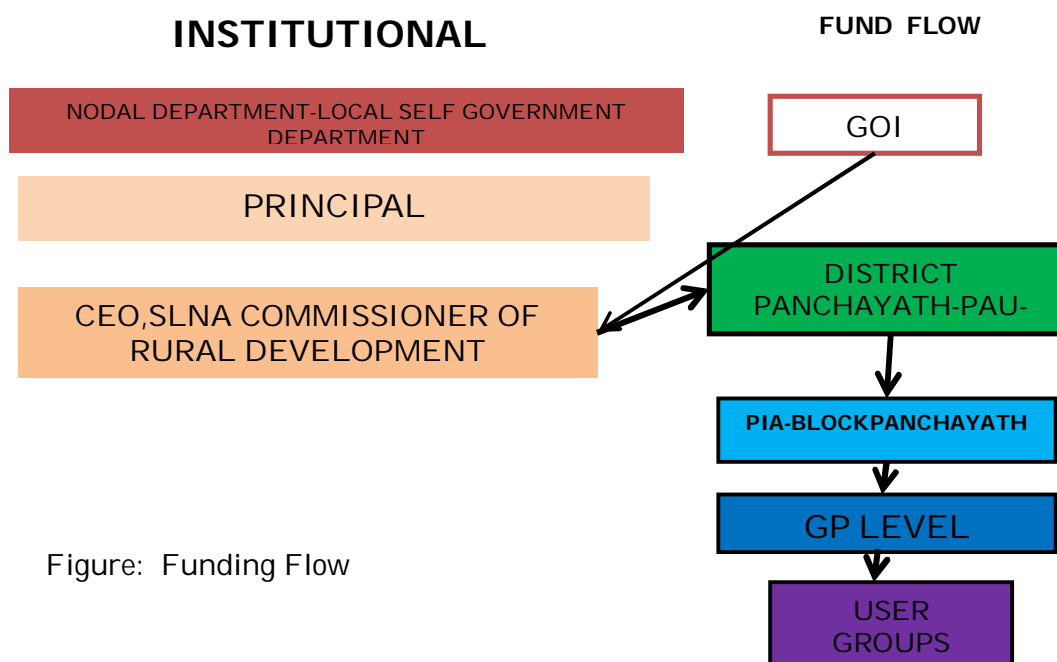 INSTITUTIONAL
FUND FLOW
NODAL DEPARTMENT-LOCAL SELF GOVERNMENT
DEPARTMENT
GOI
PRINCIPAL
DISTRICT
PANCHAYATH-PAU-
CEO,SLNA COMMISSIONER OF
RURAL DEVELOPMENT
PIA-BLOCKPANCHAYATH
GP LEVEL
Figure: Funding Flow
USER
GROUPS